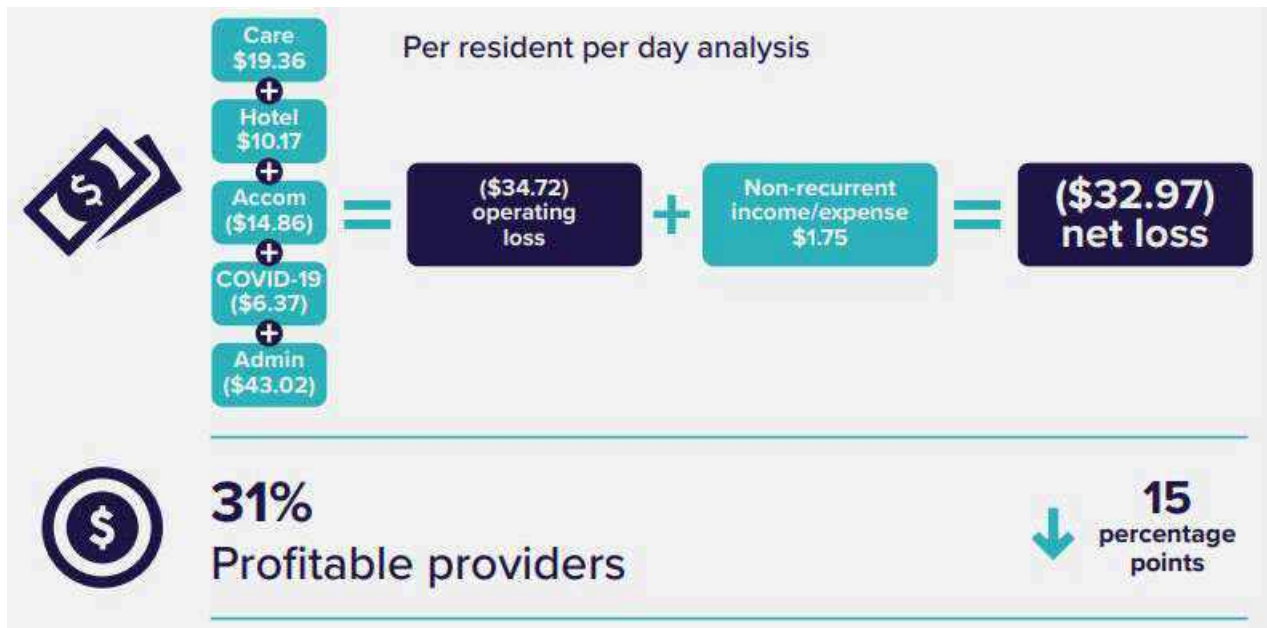 Per resident per day analysis
Care
$19.36
+
Hotel
$10.17
+
Accom
($14.86)
+
COVID-19
($6.37)
+
Admin
($43.02)
=
($34.72)
operating
loss
+
Non-recurrent
income/expense
$1.75
=
($32.97)
net loss
$
31%
Profitable providers
15
percentage
points
$